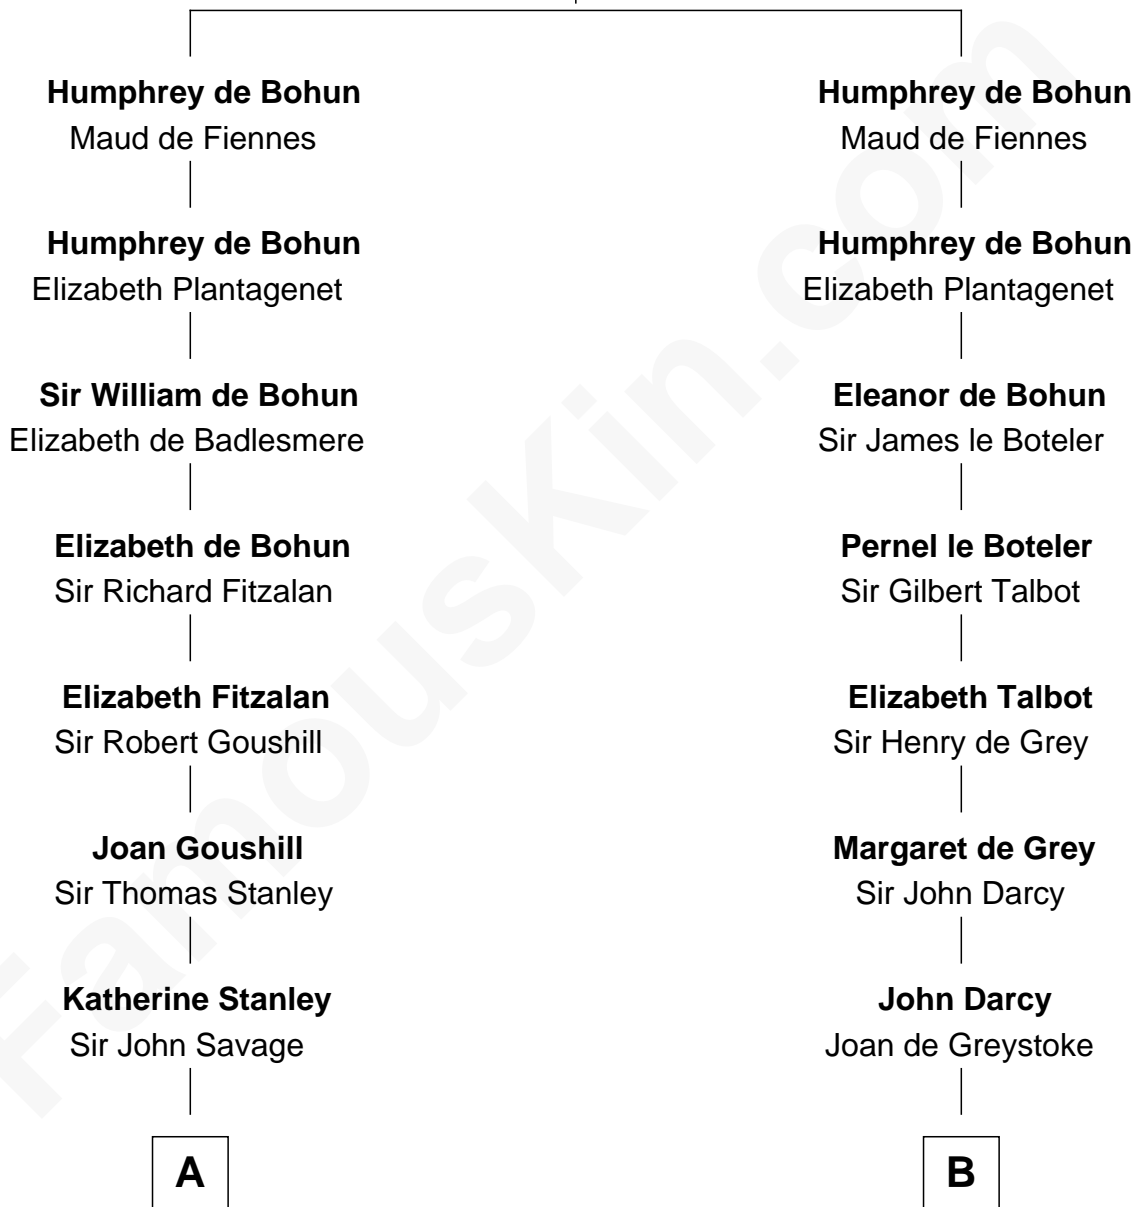 Humphrey de Bohun
Maud de Fiennes
Humphrey de Bohun
Elizabeth Plantagenet
Sir William de Bohun
Elizabeth de Badlesmere
Elizabeth de Bohun
Sir Richard Fitzalan
Elizabeth Fitzalan
Sir Robert Goushill
Joan Goushill
Sir Thomas Stanley
Katherine Stanley
Sir John Savage
A
Humphrey de Bohun
Maud de Fiennes
Humphrey de Bohun
Elizabeth Plantagenet
Eleanor de Bohun
Sir James le Boteler
Pernel le Boteler
Sir Gilbert Talbot
Elizabeth Talbot
Sir Henry de Grey
Margaret de Grey
Sir John Darcy
John Darcy
Joan de Greystoke
B
FamousKin.com